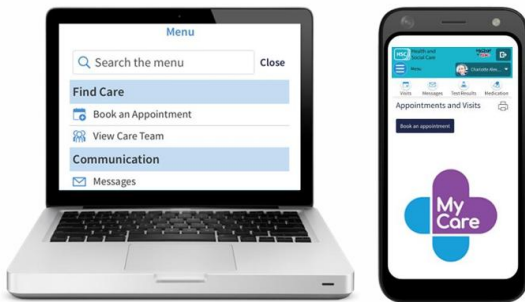 Menu
Search the menu
Close
Find Care
Book an Appointment
View Care Team
Communication
Messages
HSC Health and
Social Care
Menu
Visits
Messages
Test Results
Medication
Appointments and Visits
Book an appointment
My
Care